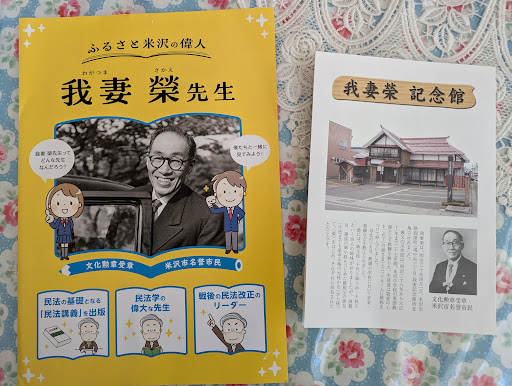 ふるさと米沢の偉人
わがつま さかえ
我妻 榮先生
我妻 榮先生って
どんな先生
なんだろう?
僕たちと一緒に
見てみよう!
文化勲章受章 米沢市名誉市民
民法の基礎となる
「民法講義」を出版
民法学の
偉大な先生
戦後の民法改正の
リーダー
我妻榮 記念館
文化勲章受章
米沢市名誉市民